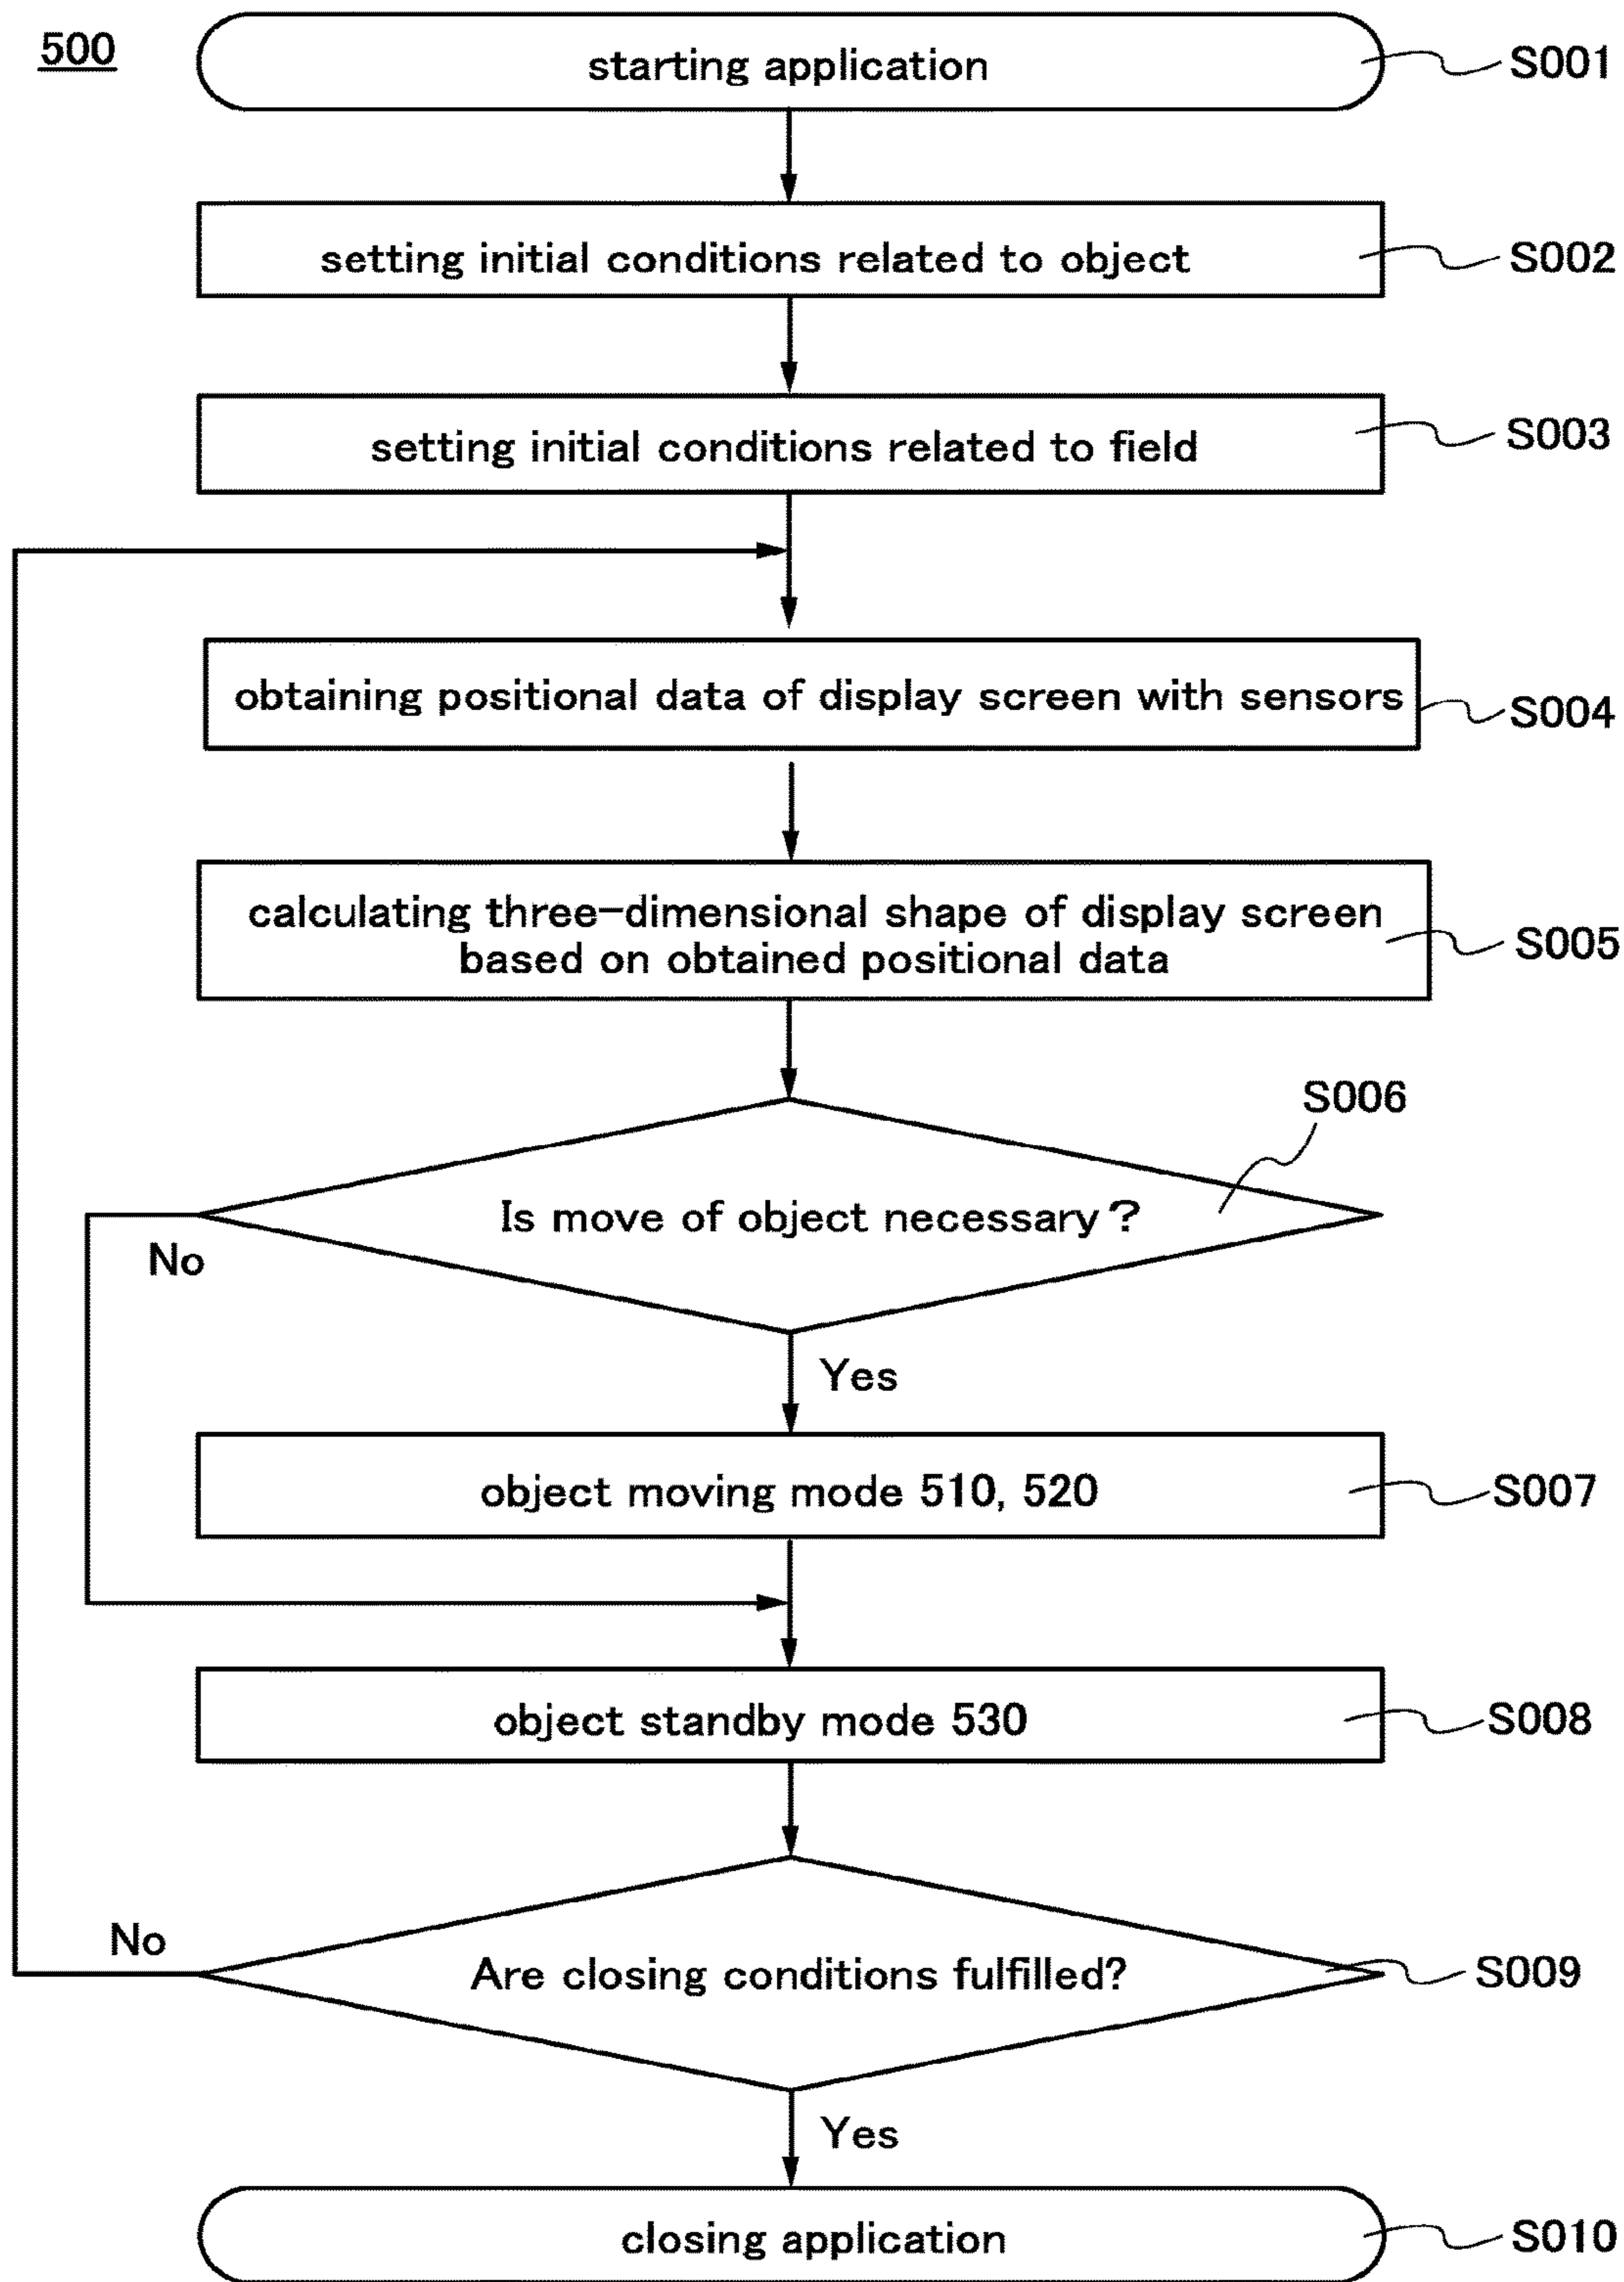 500
starting application
S001
setting initial conditions related to object
S002
setting initial conditions related to field
S003
obtaining positional data of display screen with sensors
S004
calculating three-dimensional shape of display screen
based on obtained positional data
S005
S006
Is move of object necessary?
No
Yes
object moving mode 510, 520
S007
object standby mode 530
S008
No
Are closing conditions fulfilled?
S009
Yes
closing application
S010